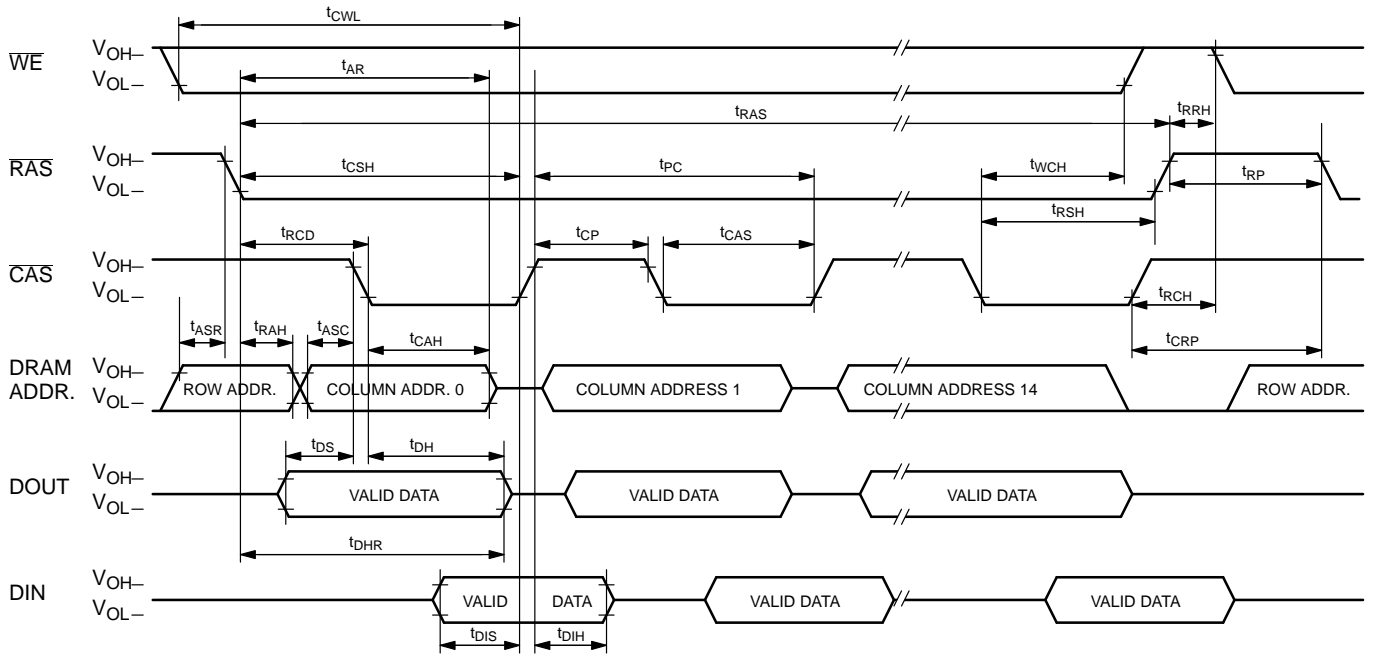 tCWL
WE VOH
VOL
tAR
tRAS tRRH
RAS VOH
VOL
tCSH tPC tWCH tRP
tRSH
tRCD tCP tCAS
CAS VOH
VOL
tRCH
tASR tRAH tASC tCAH tCRP
DRAM ADDR. VOH
VOL
ROW ADDR. COLUMN ADDR. 0 COLUMN ADDRESS 1 COLUMN ADDRESS 14 ROW ADDR.
tDS tDH
DOUT VOH
VOL
VALID DATA VALID DATA VALID DATA
tDHR
DIN VOH
VOL
VALID DATA VALID DATA VALID DATA
tDIS tDIH